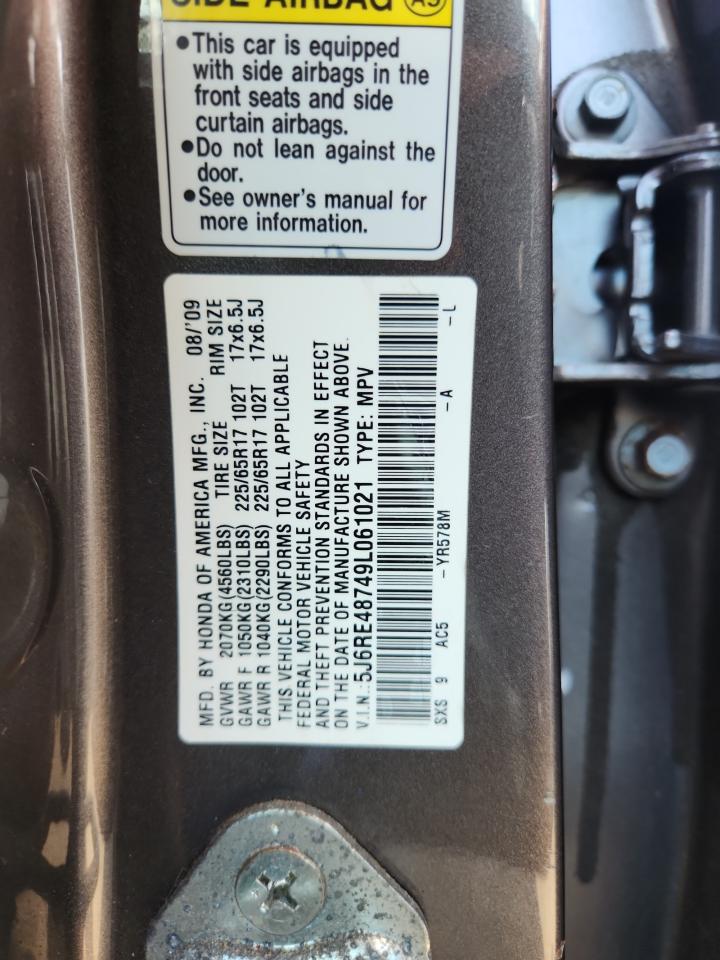 SIDE AIRBAG
•This car is equipped
with side airbags in the
front seats and side
curtain airbags.
•Do not lean against the
door.
•See owner's manual for
more information.
MFD. BY HONDA OF AMERICA MFG., INC. 08/'09
GVWR 2070KG(4560LBS) TIRE SIZE RIM SIZE
GAWR F 1050KG(2310LBS) 225/65R17 102T 17x6.5J
GAWR R 1040KG(2290LBS) 225/65R17 102T 17x6.5J
THIS VEHICLE CONFORMS TO ALL APPLICABLE
FEDERAL MOTOR VEHICLE SAFETY
AND THEFT PREVENTION STANDARDS IN EFFECT
ON THE DATE OF MANUFACTURE SHOWN ABOVE.
V.I.N.:5J6RE48749L061021 TYPE: MPV
SXS 9 AC5 -YR578M -A -L